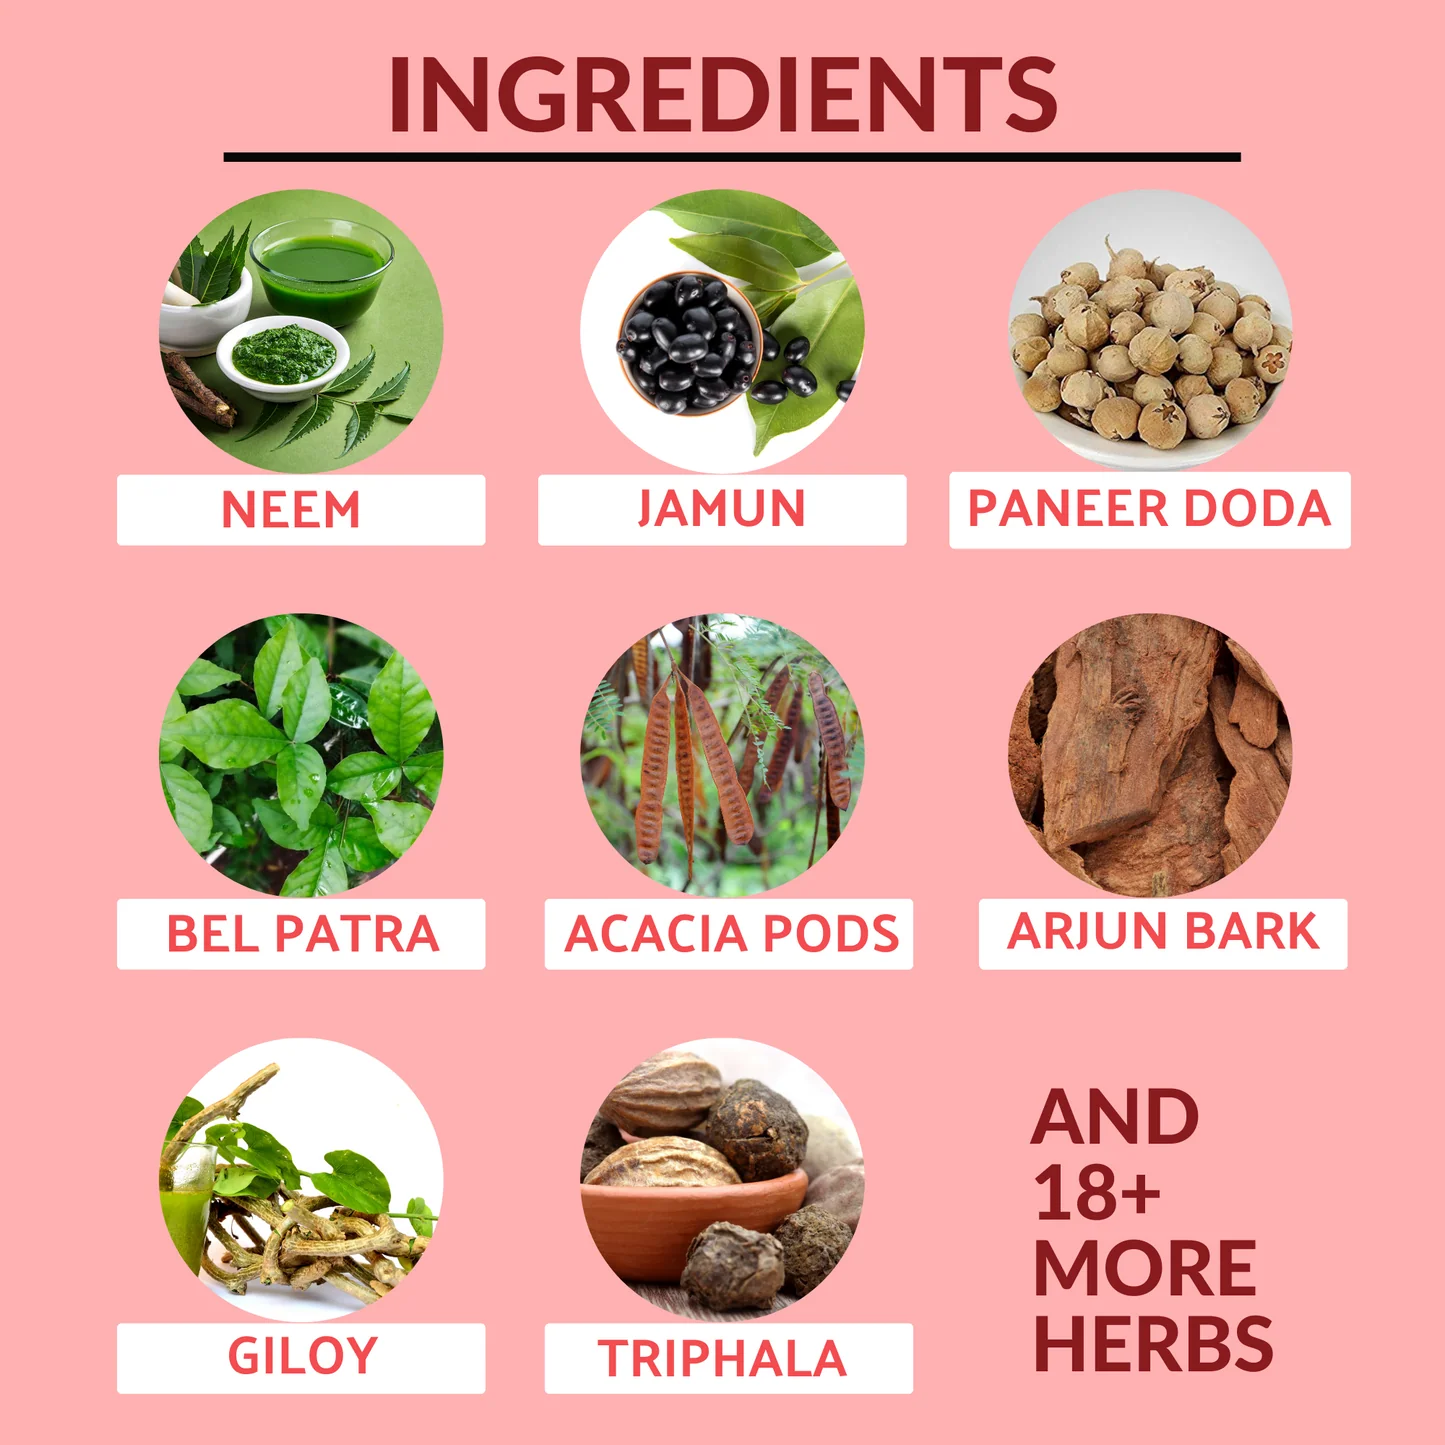 INGREDIENTS
NEEM
JAMUN
PANEER DODA
BEL PATRA
ACACIA PODS
ARJUN BARK
GILOY
TRIPHALA
AND
18+
MORE
HERBS